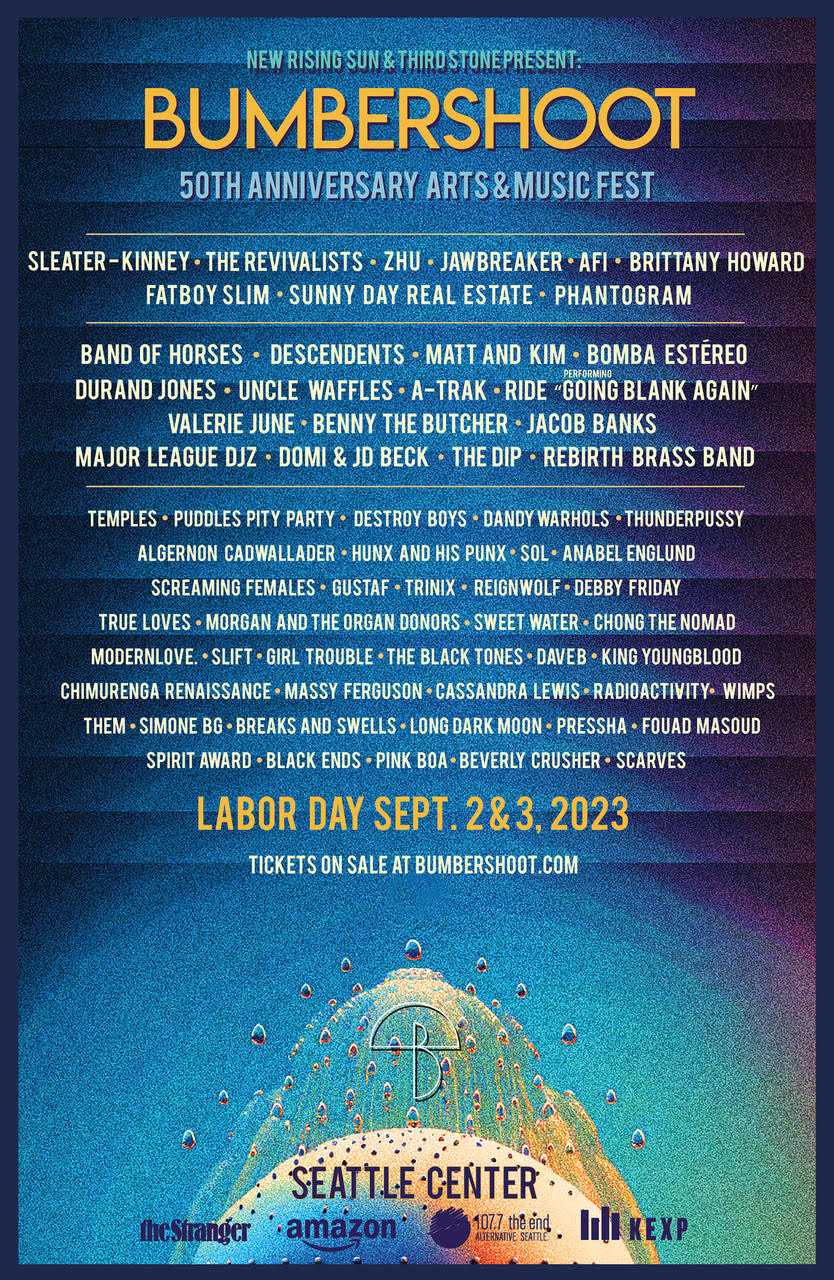 NEW RISING SUN & THIRD STONE PRESENT:
BUMBERSHOOT
50TH ANNIVERSARY ARTS & MUSIC FEST
SLEATER-KINNEY • THE REVIVALISTS • ZHU • JAWBREAKER • AFI • BRITTANY HOWARD
FATBOY SLIM • SUNNY DAY REAL ESTATE • PHANTOGRAM
BAND OF HORSES • DESCENDENTS • MATT AND KIM • BOMBA ESTÉREO
PERFORMING
DURAND JONES • UNCLE WAFFLES • A-TRAK • RIDE "GOING BLANK AGAIN"
VALERIE JUNE • BENNY THE BUTCHER • JACOB BANKS
MAJOR LEAGUE DJZ • DOMI & JD BECK • THE DIP • REBIRTH BRASS BAND
TEMPLES • PUDDLES PITY PARTY • DESTROY BOYS • DANDY WARHOLS • THUNDERPUSSY
ALGERNON CADWALLADER • HUNX AND HIS PUNX • SOL • ANABEL ENGLUND
SCREAMING FEMALES • GUSTAF • TRINIX • REIGNWOLF • DEBBY FRIDAY
TRUE LOVES • MORGAN AND THE ORGAN DONORS • SWEET WATER • CHONG THE NOMAD
MODERNLOVE. • SLIFT • GIRL TROUBLE • THE BLACK TONES • DAVE B • KING YOUNGBLOOD
CHIMURENGA RENAISSANCE • MASSY FERGUSON • CASSANDRA LEWIS • RADIOACTIVITY • WIMPS
THEM • SIMONE BG • BREAKS AND SWELLS • LONG DARK MOON • PRESSHA • FOUAD MASOUD
SPIRIT AWARD • BLACK ENDS • PINK BOA • BEVERLY CRUSHER • SCARVES
LABOR DAY SEPT. 2 & 3, 2023
TICKETS ON SALE AT BUMBERSHOOT.COM
B
SEATTLE CENTER
the Stranger
amazon
107.7 the end
ALTERNATIVE SEATTLE
KEXP